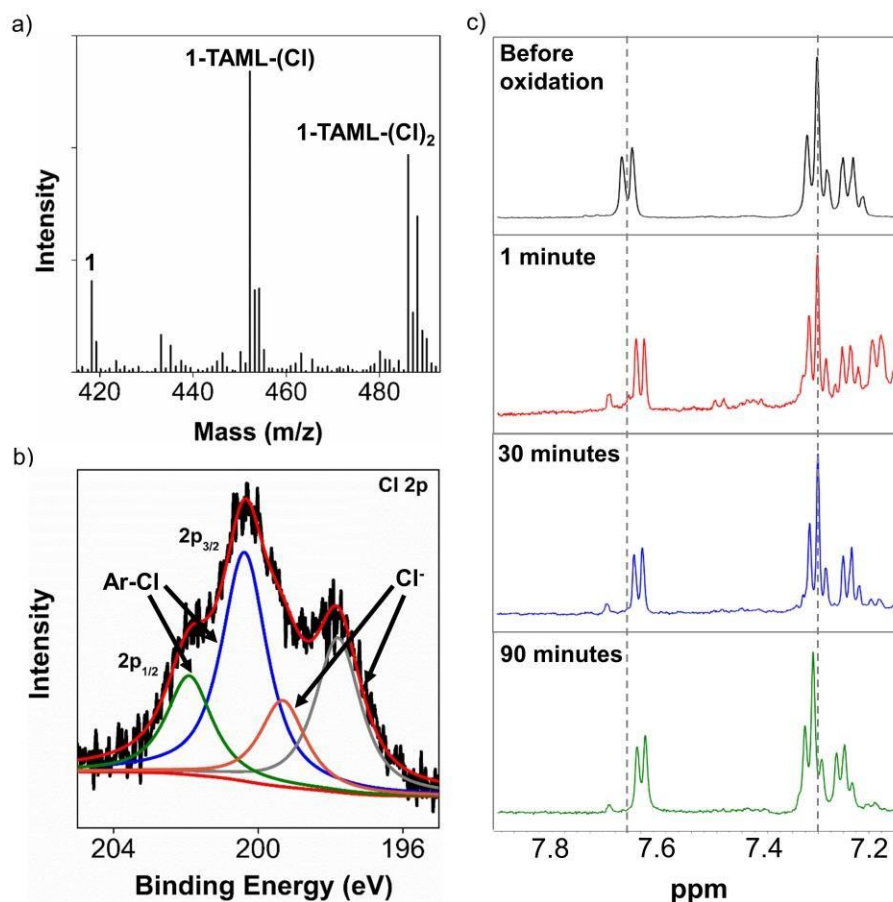 a)
1-TAML-(Cl)
1-TAML-(Cl)₂
1
Intensity
420 440 460 480
Mass (m/z)
b)
Cl 2p
2p₃/₂
Ar-Cl
Cl⁻
2p₁/₂
Intensity
204 200 196
Binding Energy (eV)
c)
Before
oxidation
1 minute
30 minutes
90 minutes
7.8 7.6 7.4 7.2
ppm